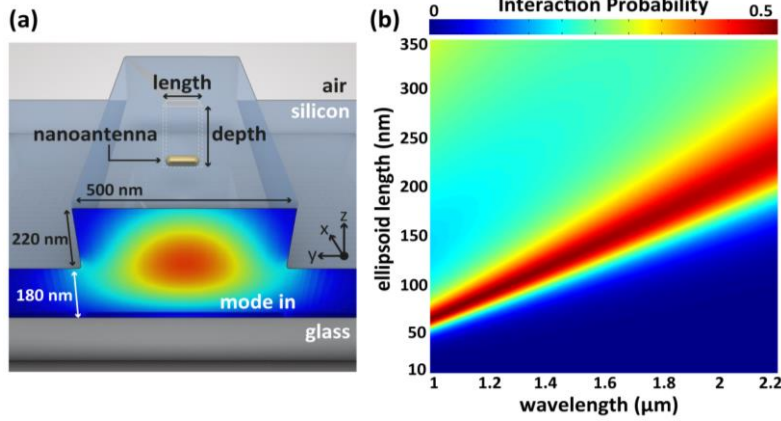 (a)
air
silicon
length
depth
nanoantenna
500 nm
220 nm
180 nm
x
y
z
mode in
glass
(b)
Interaction Probability
0
0.5
ellipsoid length (nm)
350
300
250
200
150
100
50
10
1
1.2
1.4
1.6
1.8
2
2.2
wavelength (μm)